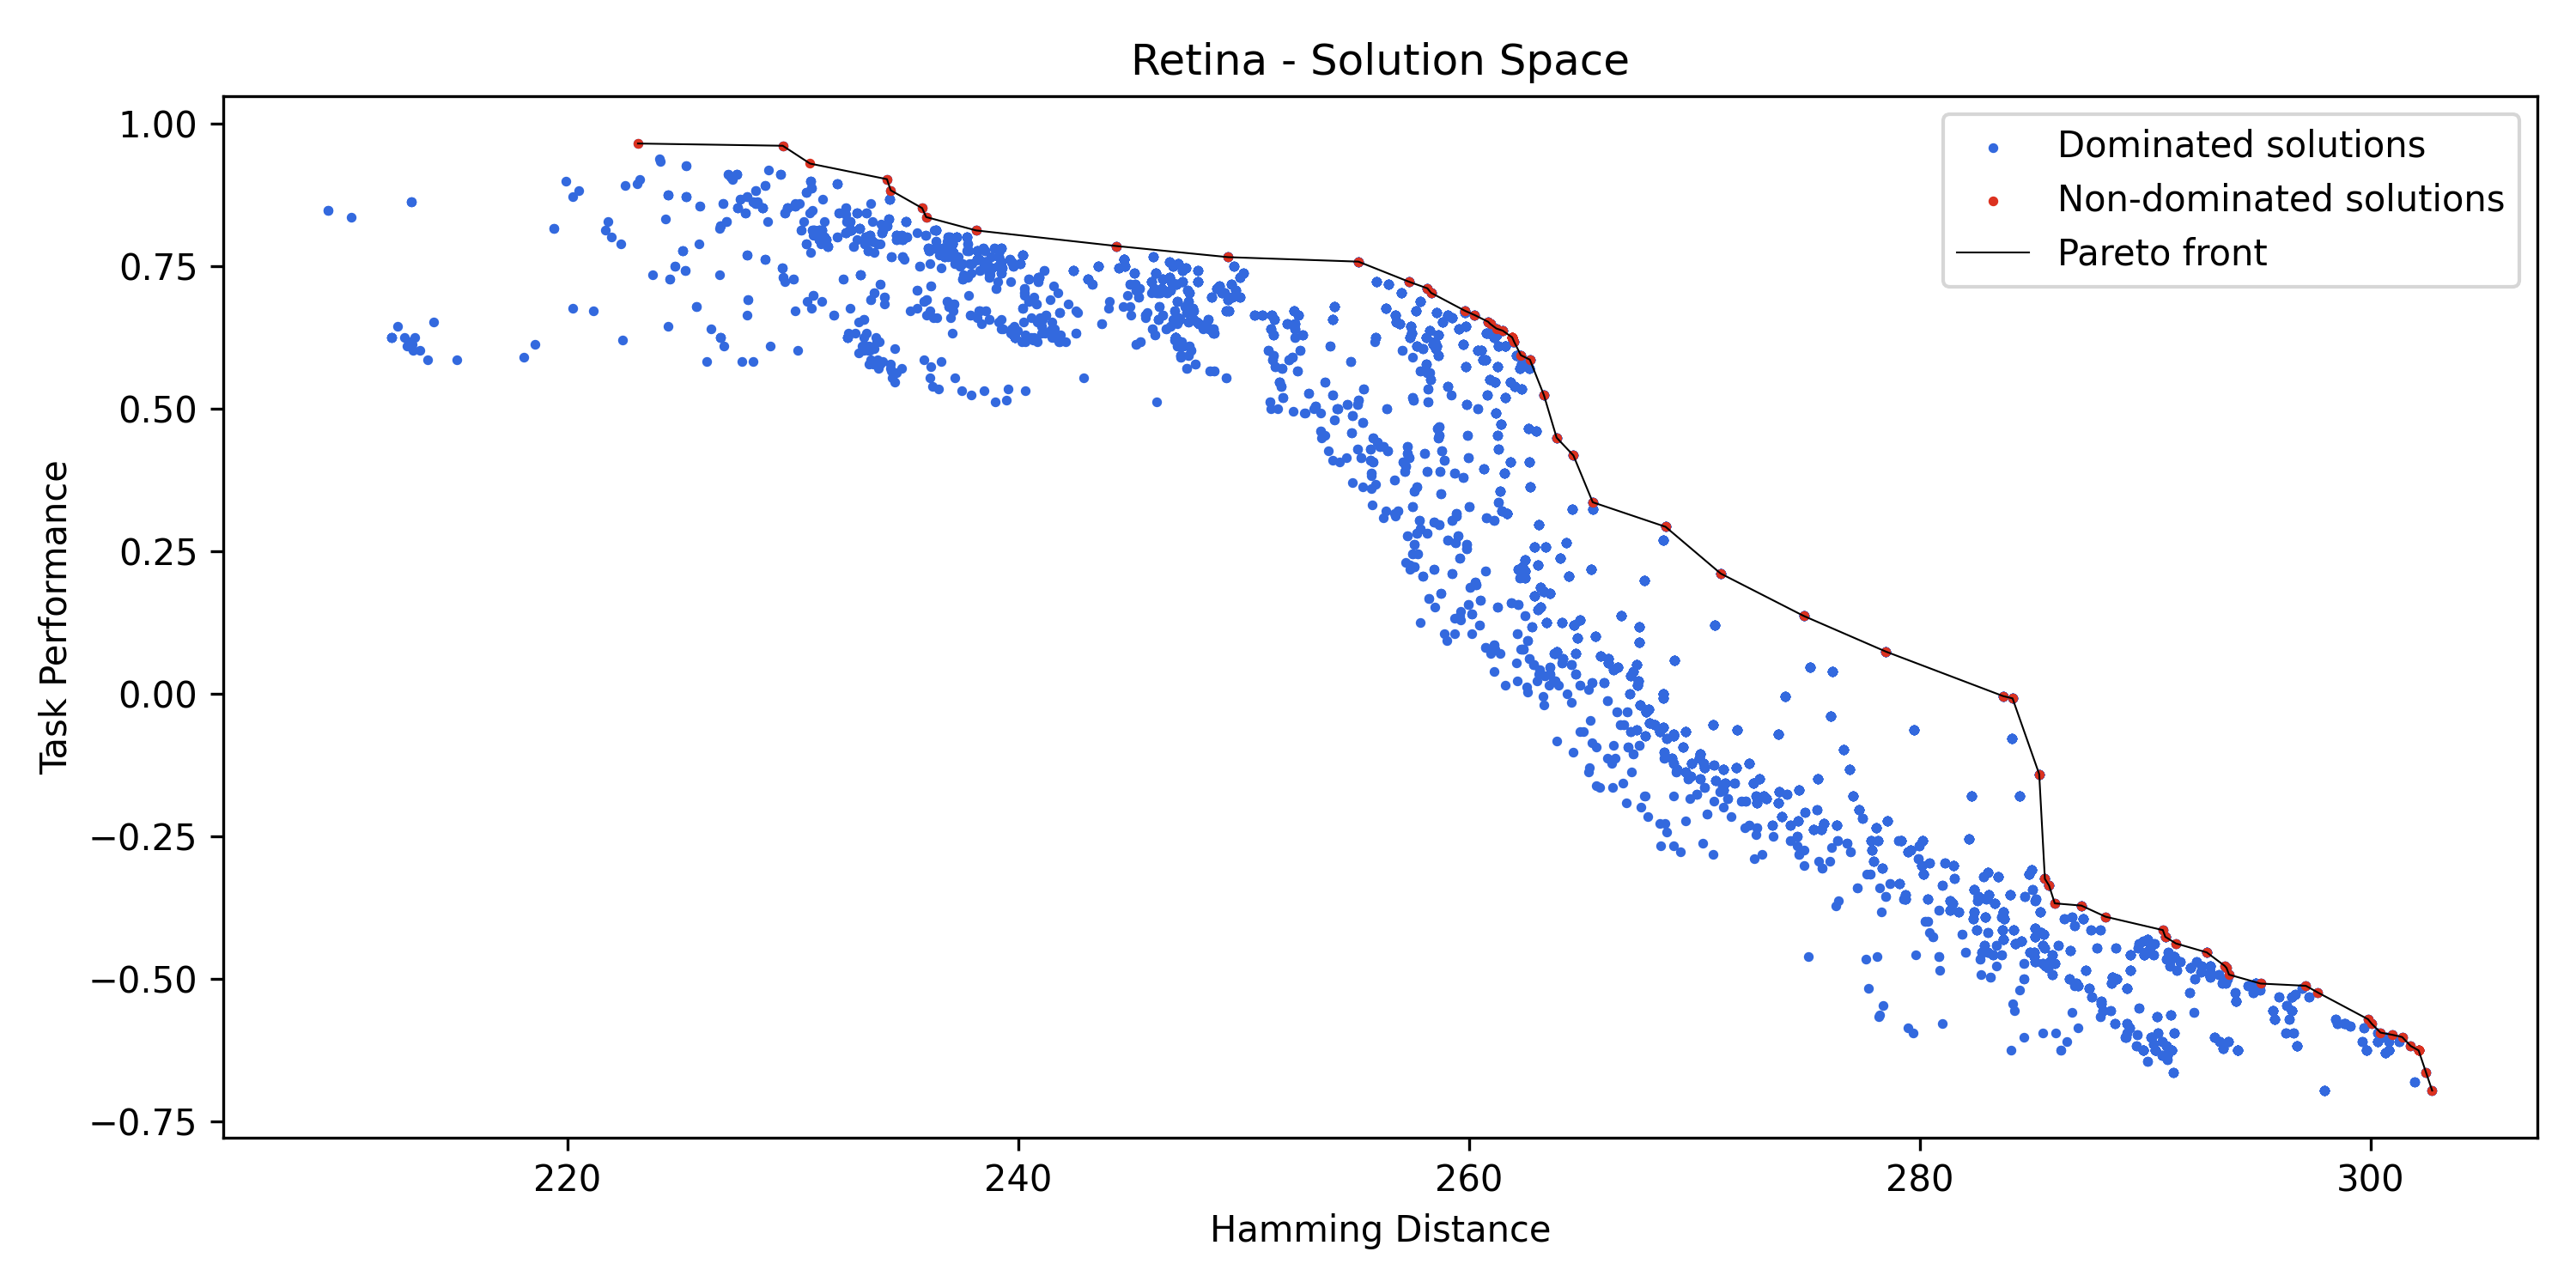 Retina - Solution Space
Dominated solutions
Non-dominated solutions
Pareto front
1.00
0.75
0.50
0.25
0.00
−0.25
−0.50
−0.75
Task Performance
220 240 260 280 300
Hamming Distance